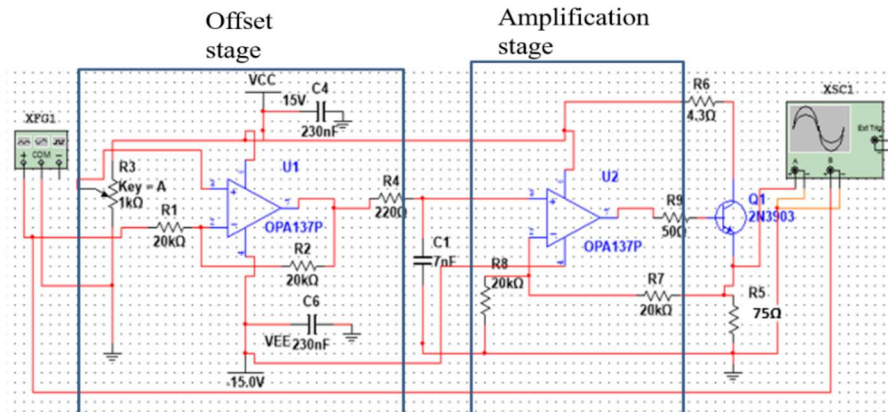 Offset
stage
Amplification
stage
VCC
15V
C4
230nF
XFG1
COM
R3
Key = A
1kΩ
R1
20kΩ
U1
OPA137P
R2
20kΩ
R4
220Ω
C1
7nF
C6
230nF
VEE
-15.0V
R8
20kΩ
U2
OPA137P
R7
20kΩ
R9
50Ω
R6
4.3Ω
Q1
2N3903
R5
75Ω
XSC1
Ext Trig
A
B